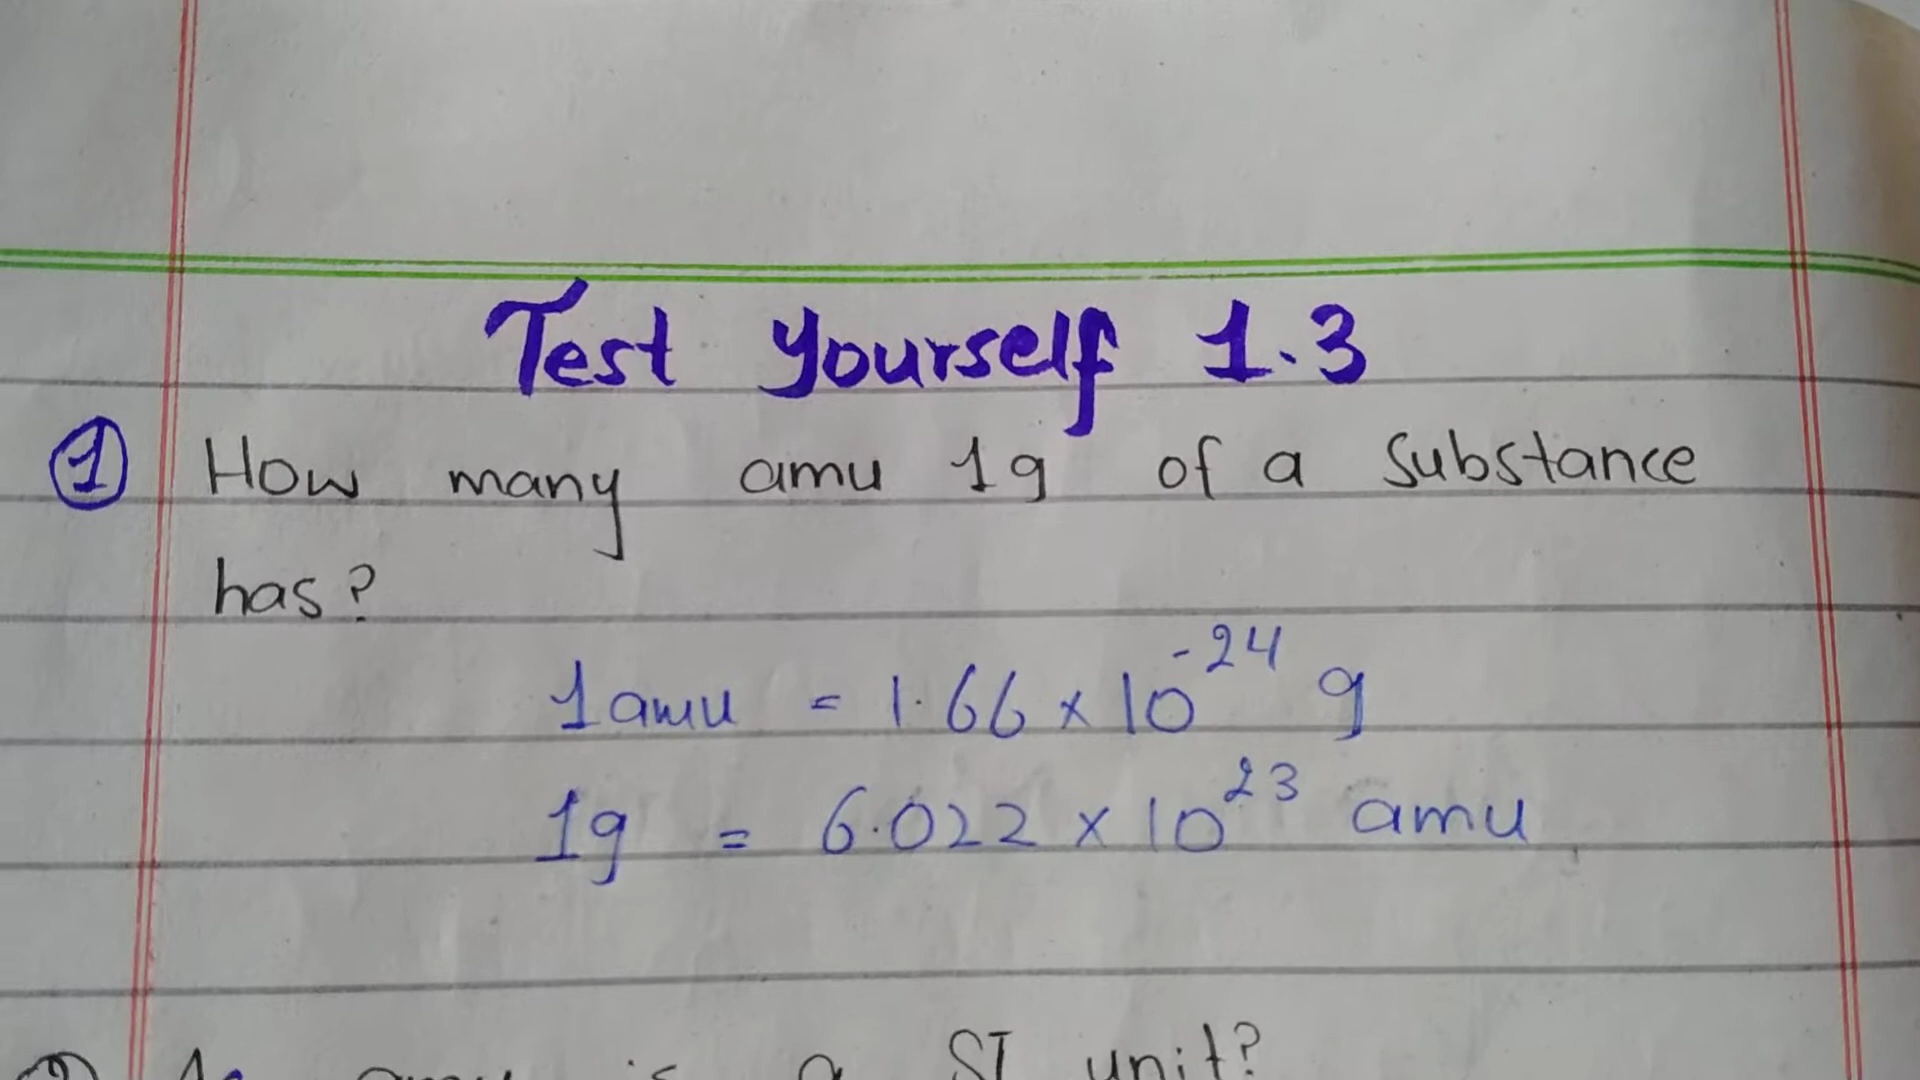 Test yourself 1.3
1 How many amu 1g of a substance
has?
1 amu = 1.66 × 10⁻²⁴ g
1g = 6.022 × 10²³ amu
is a SI unit?